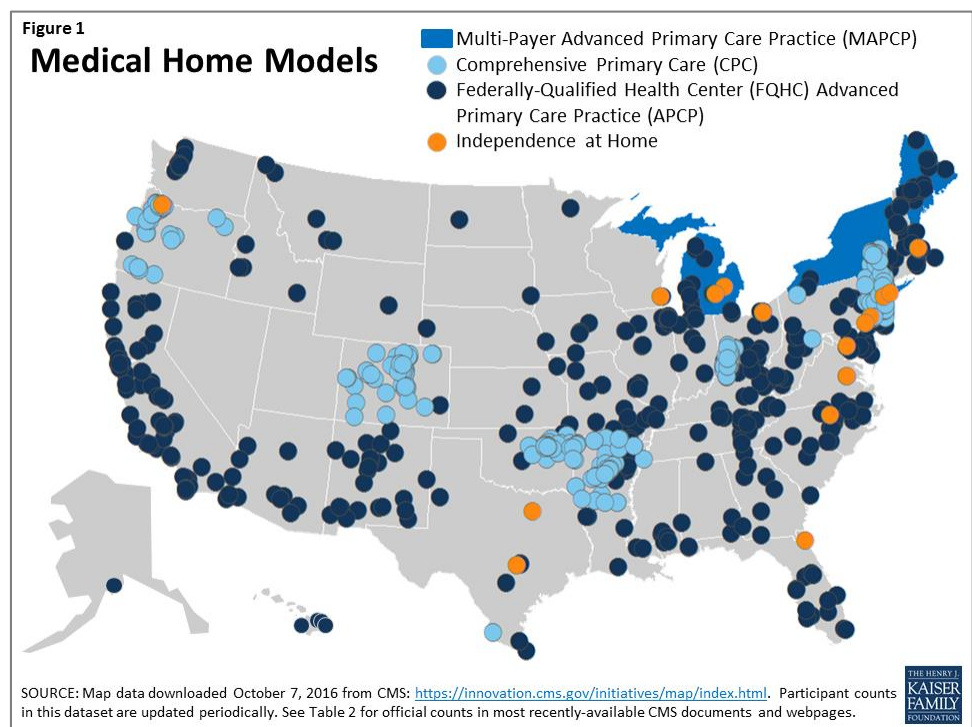 Figure 1
Medical Home Models
Multi-Payer Advanced Primary Care Practice (MAPCP)
Comprehensive Primary Care (CPC)
Federally-Qualified Health Center (FQHC) Advanced
Primary Care Practice (APCP)
Independence at Home
SOURCE: Map data downloaded October 7, 2016 from CMS: https://innovation.cms.gov/initiatives/map/index.html. Participant counts
in this dataset are updated periodically. See Table 2 for official counts in most recently-available CMS documents and webpages.
THE HENRY J.
KAISER
FAMILY
FOUNDATION